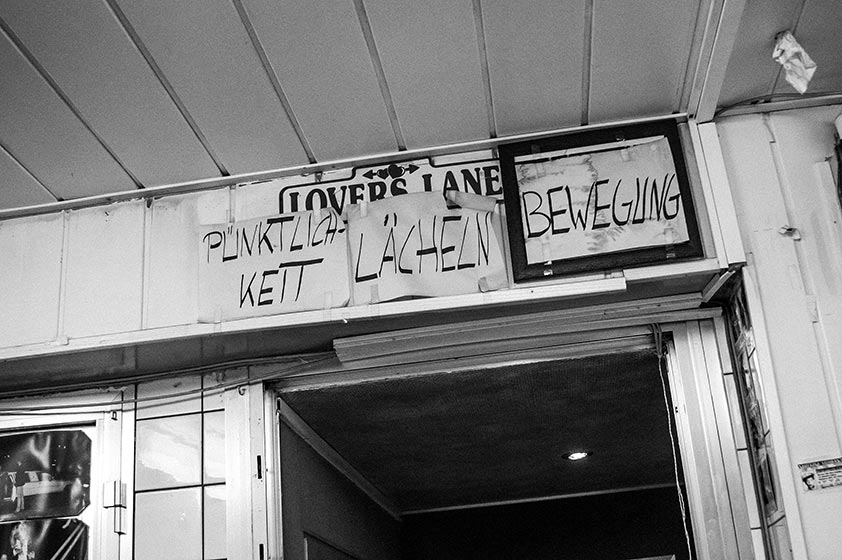 LOVERS LANE
PÜNKTLICH-
KEIT
LÄCHELN
BEWEGUNG